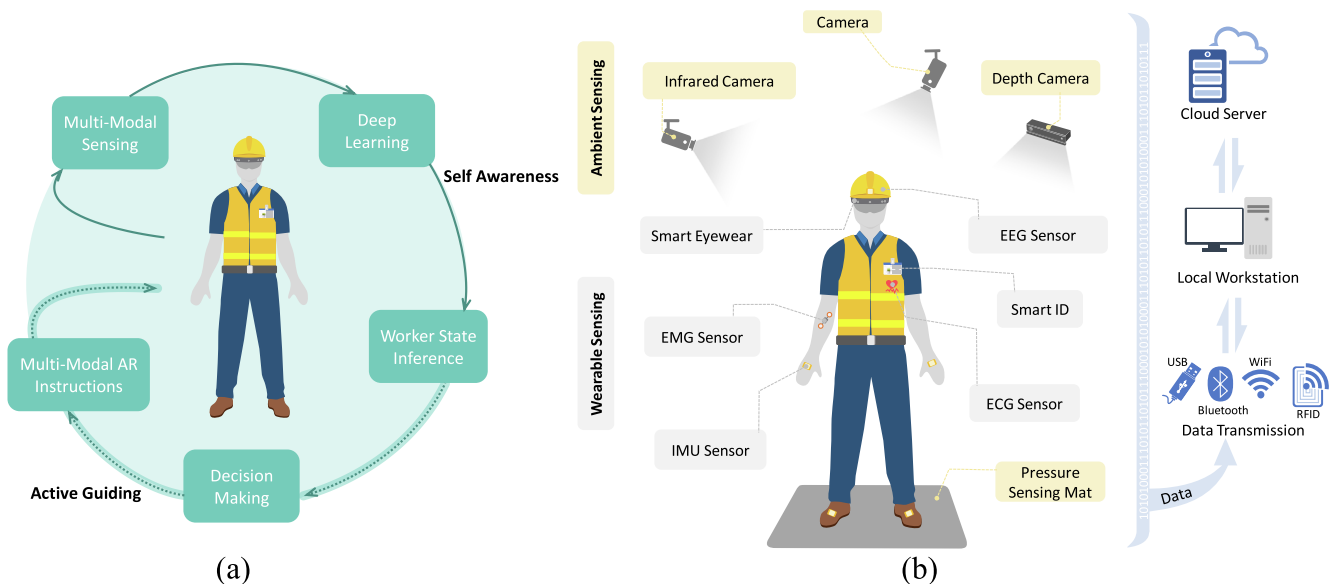 Multi-Modal
Sensing
Deep
Learning
Self Awareness
Worker State
Inference
Multi-Modal AR
Instructions
Decision
Making
Active Guiding
(a)
Ambient Sensing
Camera
Infrared Camera
Depth Camera
Wearable Sensing
Smart Eyewear
EEG Sensor
Smart ID
EMG Sensor
ECG Sensor
IMU Sensor
Pressure
Sensing Mat
(b)
Data
Cloud Server
Local Workstation
USB
Bluetooth
WiFi
RFID
Data Transmission